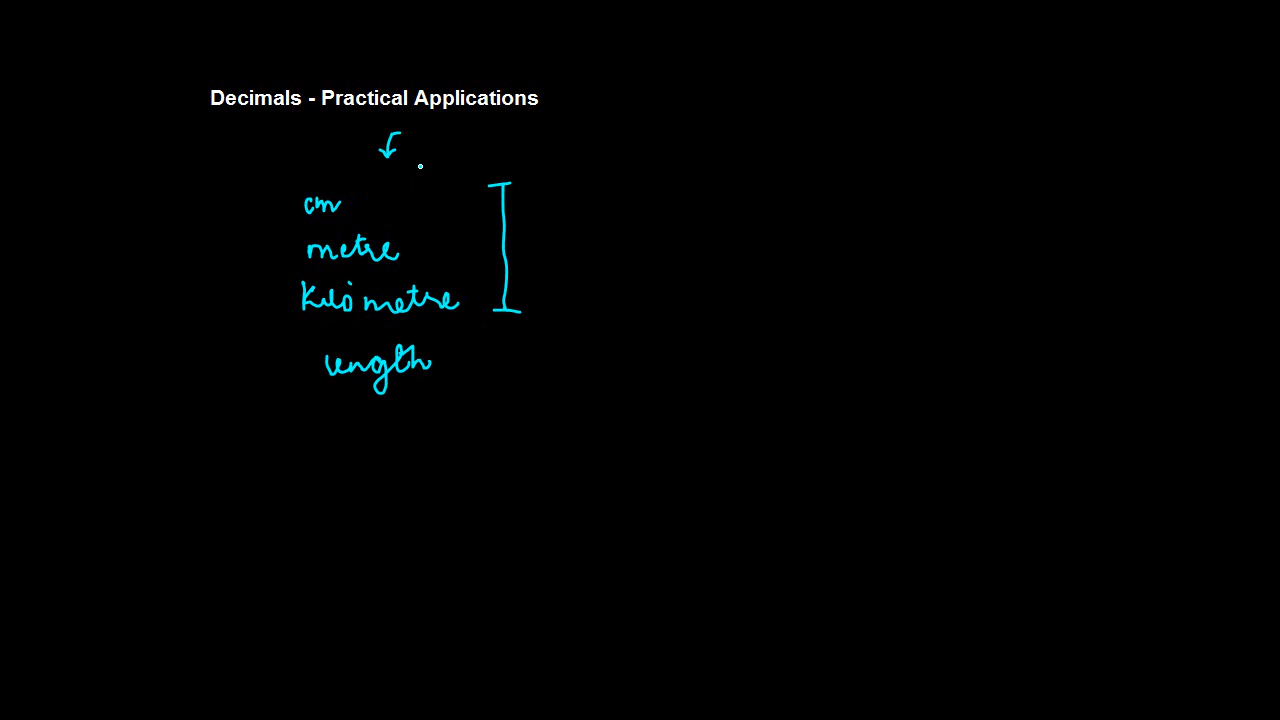 Decimals - Practical Applications
cm
metre
Kilometre
length